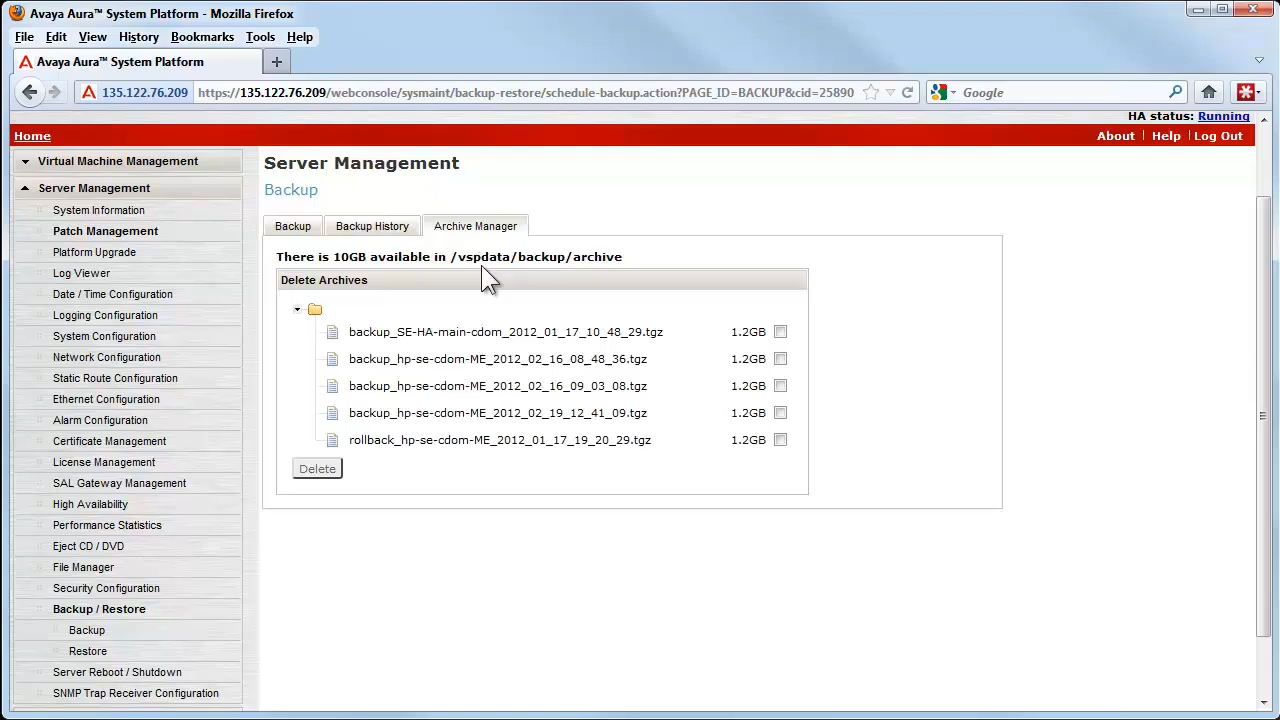 Avaya Aura™ System Platform - Mozilla Firefox
File Edit View History Bookmarks Tools Help
Avaya Aura™ System Platform
135.122.76.209 https://135.122.76.209/webconsole/sysmaint/backup-restore/schedule-backup.action?PAGE_ID=BACKUP&cid=25890 Google
HA status: Running
Home About Help Log Out
Virtual Machine Management
Server Management
System Information
Patch Management
Platform Upgrade
Log Viewer
Date / Time Configuration
Logging Configuration
System Configuration
Network Configuration
Static Route Configuration
Ethernet Configuration
Alarm Configuration
Certificate Management
License Management
SAL Gateway Management
High Availability
Performance Statistics
Eject CD / DVD
File Manager
Security Configuration
Backup / Restore
Backup
Restore
Server Reboot / Shutdown
SNMP Trap Receiver Configuration
Server Management
Backup
Backup Backup History Archive Manager
There is 10GB available in /vspdata/backup/archive
Delete Archives
backup_SE-HA-main-cdom_2012_01_17_10_48_29.tgz 1.2GB
backup_hp-se-cdom-ME_2012_02_16_08_48_36.tgz 1.2GB
backup_hp-se-cdom-ME_2012_02_16_09_03_08.tgz 1.2GB
backup_hp-se-cdom-ME_2012_02_19_12_41_09.tgz 1.2GB
rollback_hp-se-cdom-ME_2012_01_17_19_20_29.tgz 1.2GB
Delete